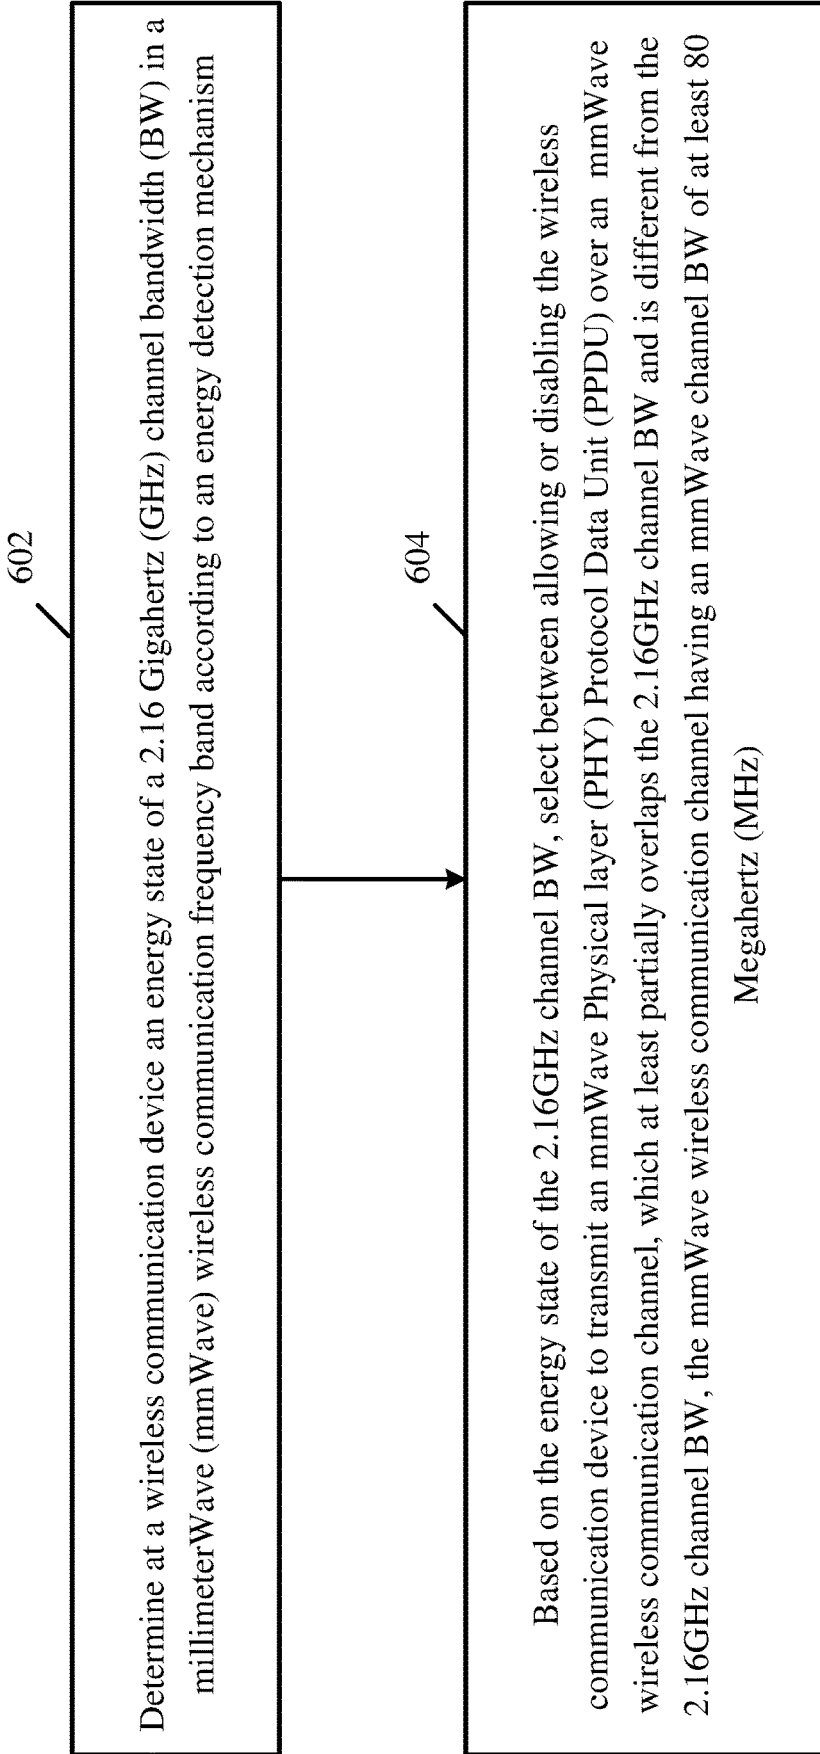 602
Determine at a wireless communication device an energy state of a 2.16 Gigahertz (GHz) channel bandwidth (BW) in a
millimeterWave (mmWave) wireless communication frequency band according to an energy detection mechanism
604
Based on the energy state of the 2.16GHz channel BW, select between allowing or disabling the wireless
communication device to transmit an mmWave Physical layer (PHY) Protocol Data Unit (PPDU) over an mmWave
wireless communication channel, which at least partially overlaps the 2.16GHz channel BW and is different from the
2.16GHz channel BW, the mmWave wireless communication channel having an mmWave channel BW of at least 80
Megahertz (MHz)